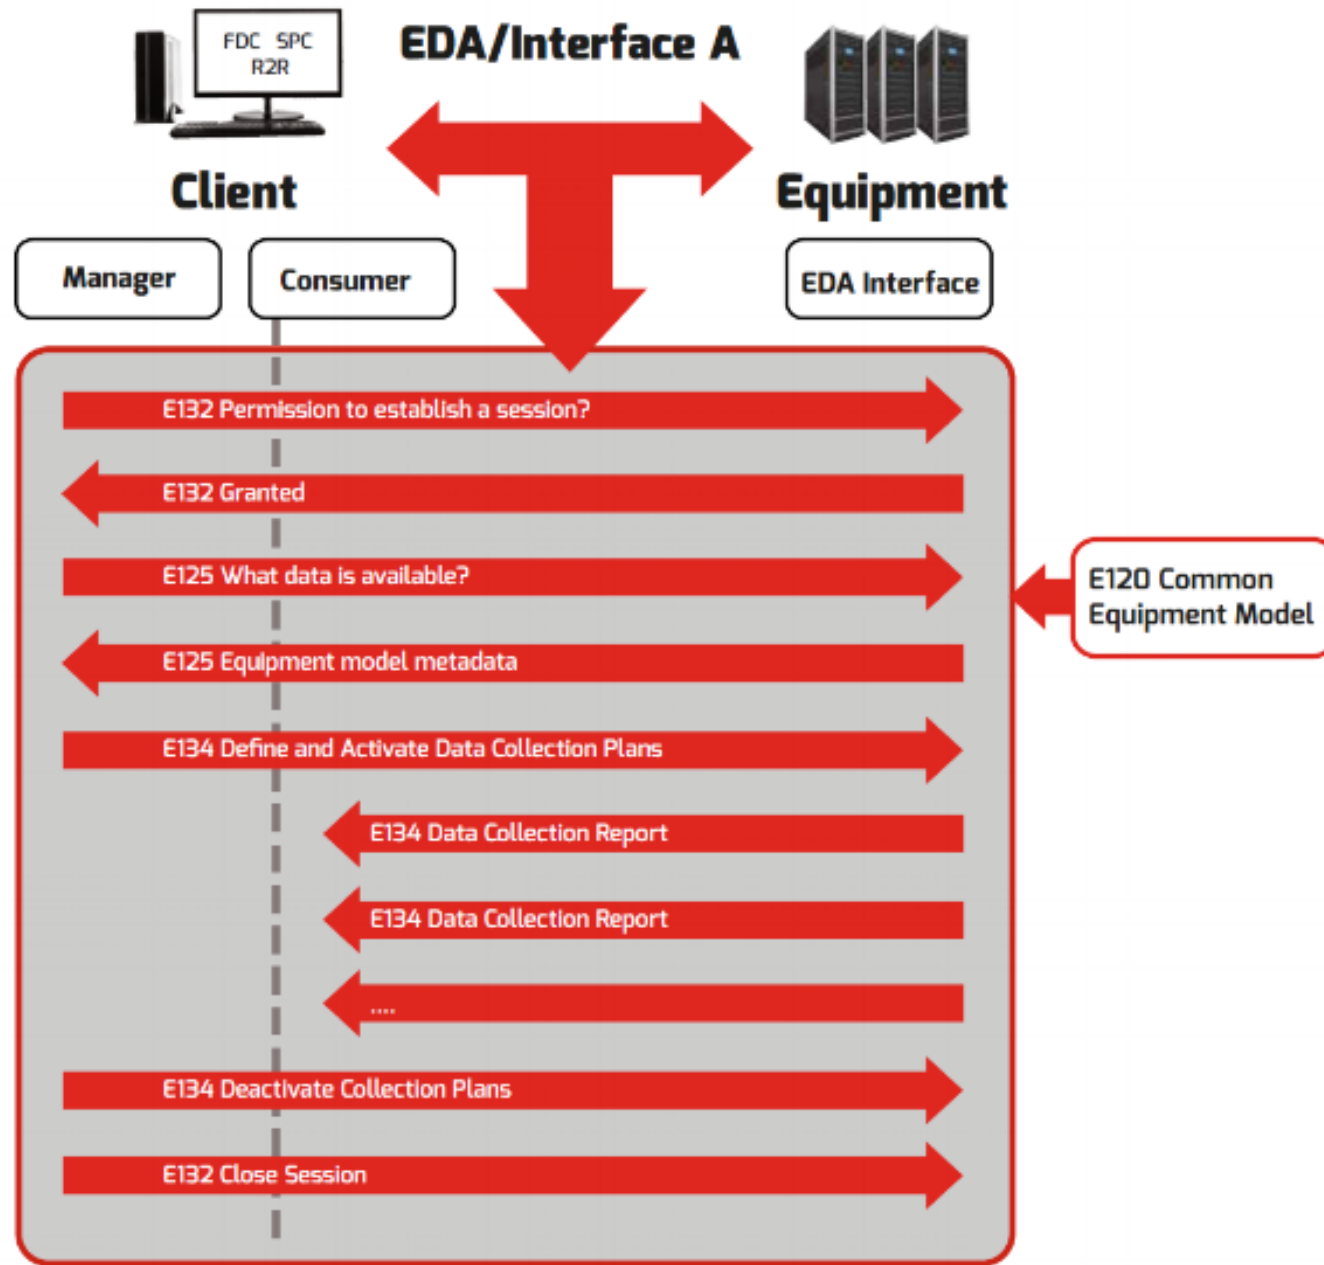 FDC SPC
R2R
EDA/Interface A
Client
Equipment
Manager
Consumer
EDA Interface
E132 Permission to establish a session?
E132 Granted
E125 What data is available?
E120 Common
Equipment Model
E125 Equipment model metadata
E134 Define and Activate Data Collection Plans
E134 Data Collection Report
E134 Data Collection Report
....
E134 Deactivate Collection Plans
E132 Close Session